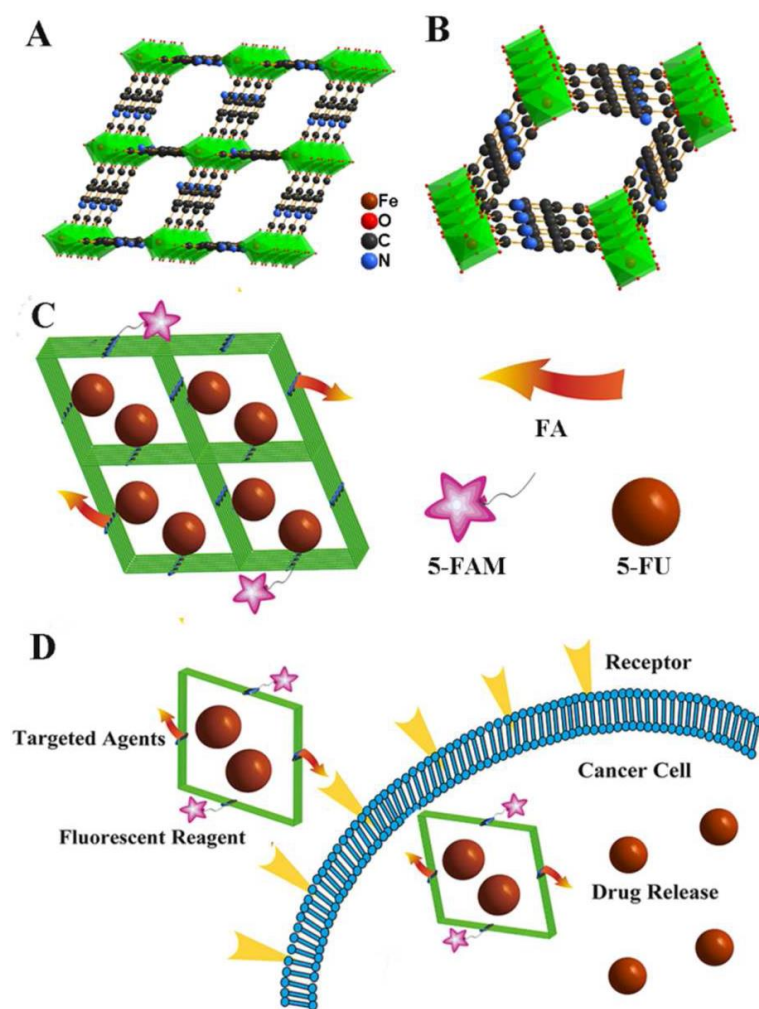 A
B
Fe
O
C
N
C
FA
5-FAM
5-FU
D
Receptor
Targeted Agents
Cancer Cell
Fluorescent Reagent
Drug Release